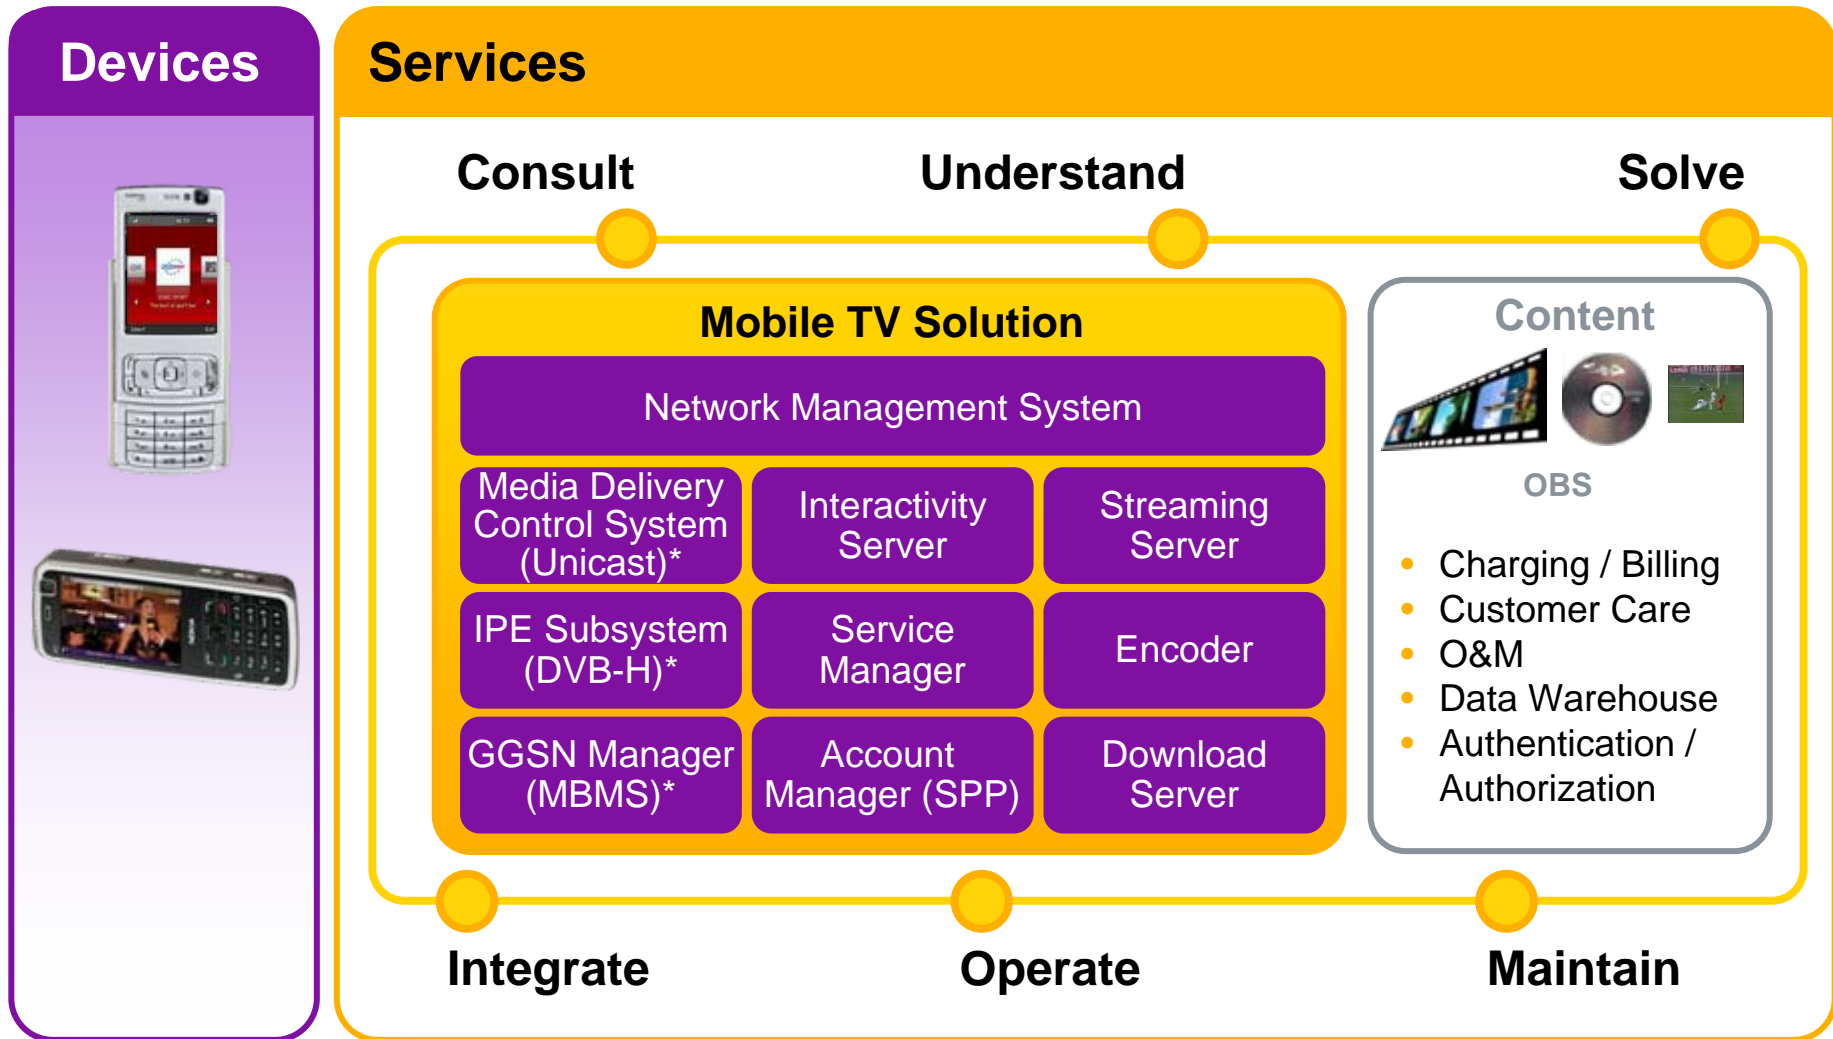 Devices
Services
Consult
Understand
Solve
Mobile TV Solution
Network Management System
Media Delivery
Control System
(Unicast)*
Interactivity
Server
Streaming
Server
IPE Subsystem
(DVB-H)*
Service
Manager
Encoder
GGSN Manager
(MBMS)*
Account
Manager (SPP)
Download
Server
Content
OBS
• Charging / Billing
• Customer Care
• O&M
• Data Warehouse
• Authentication /
Authorization
Integrate
Operate
Maintain